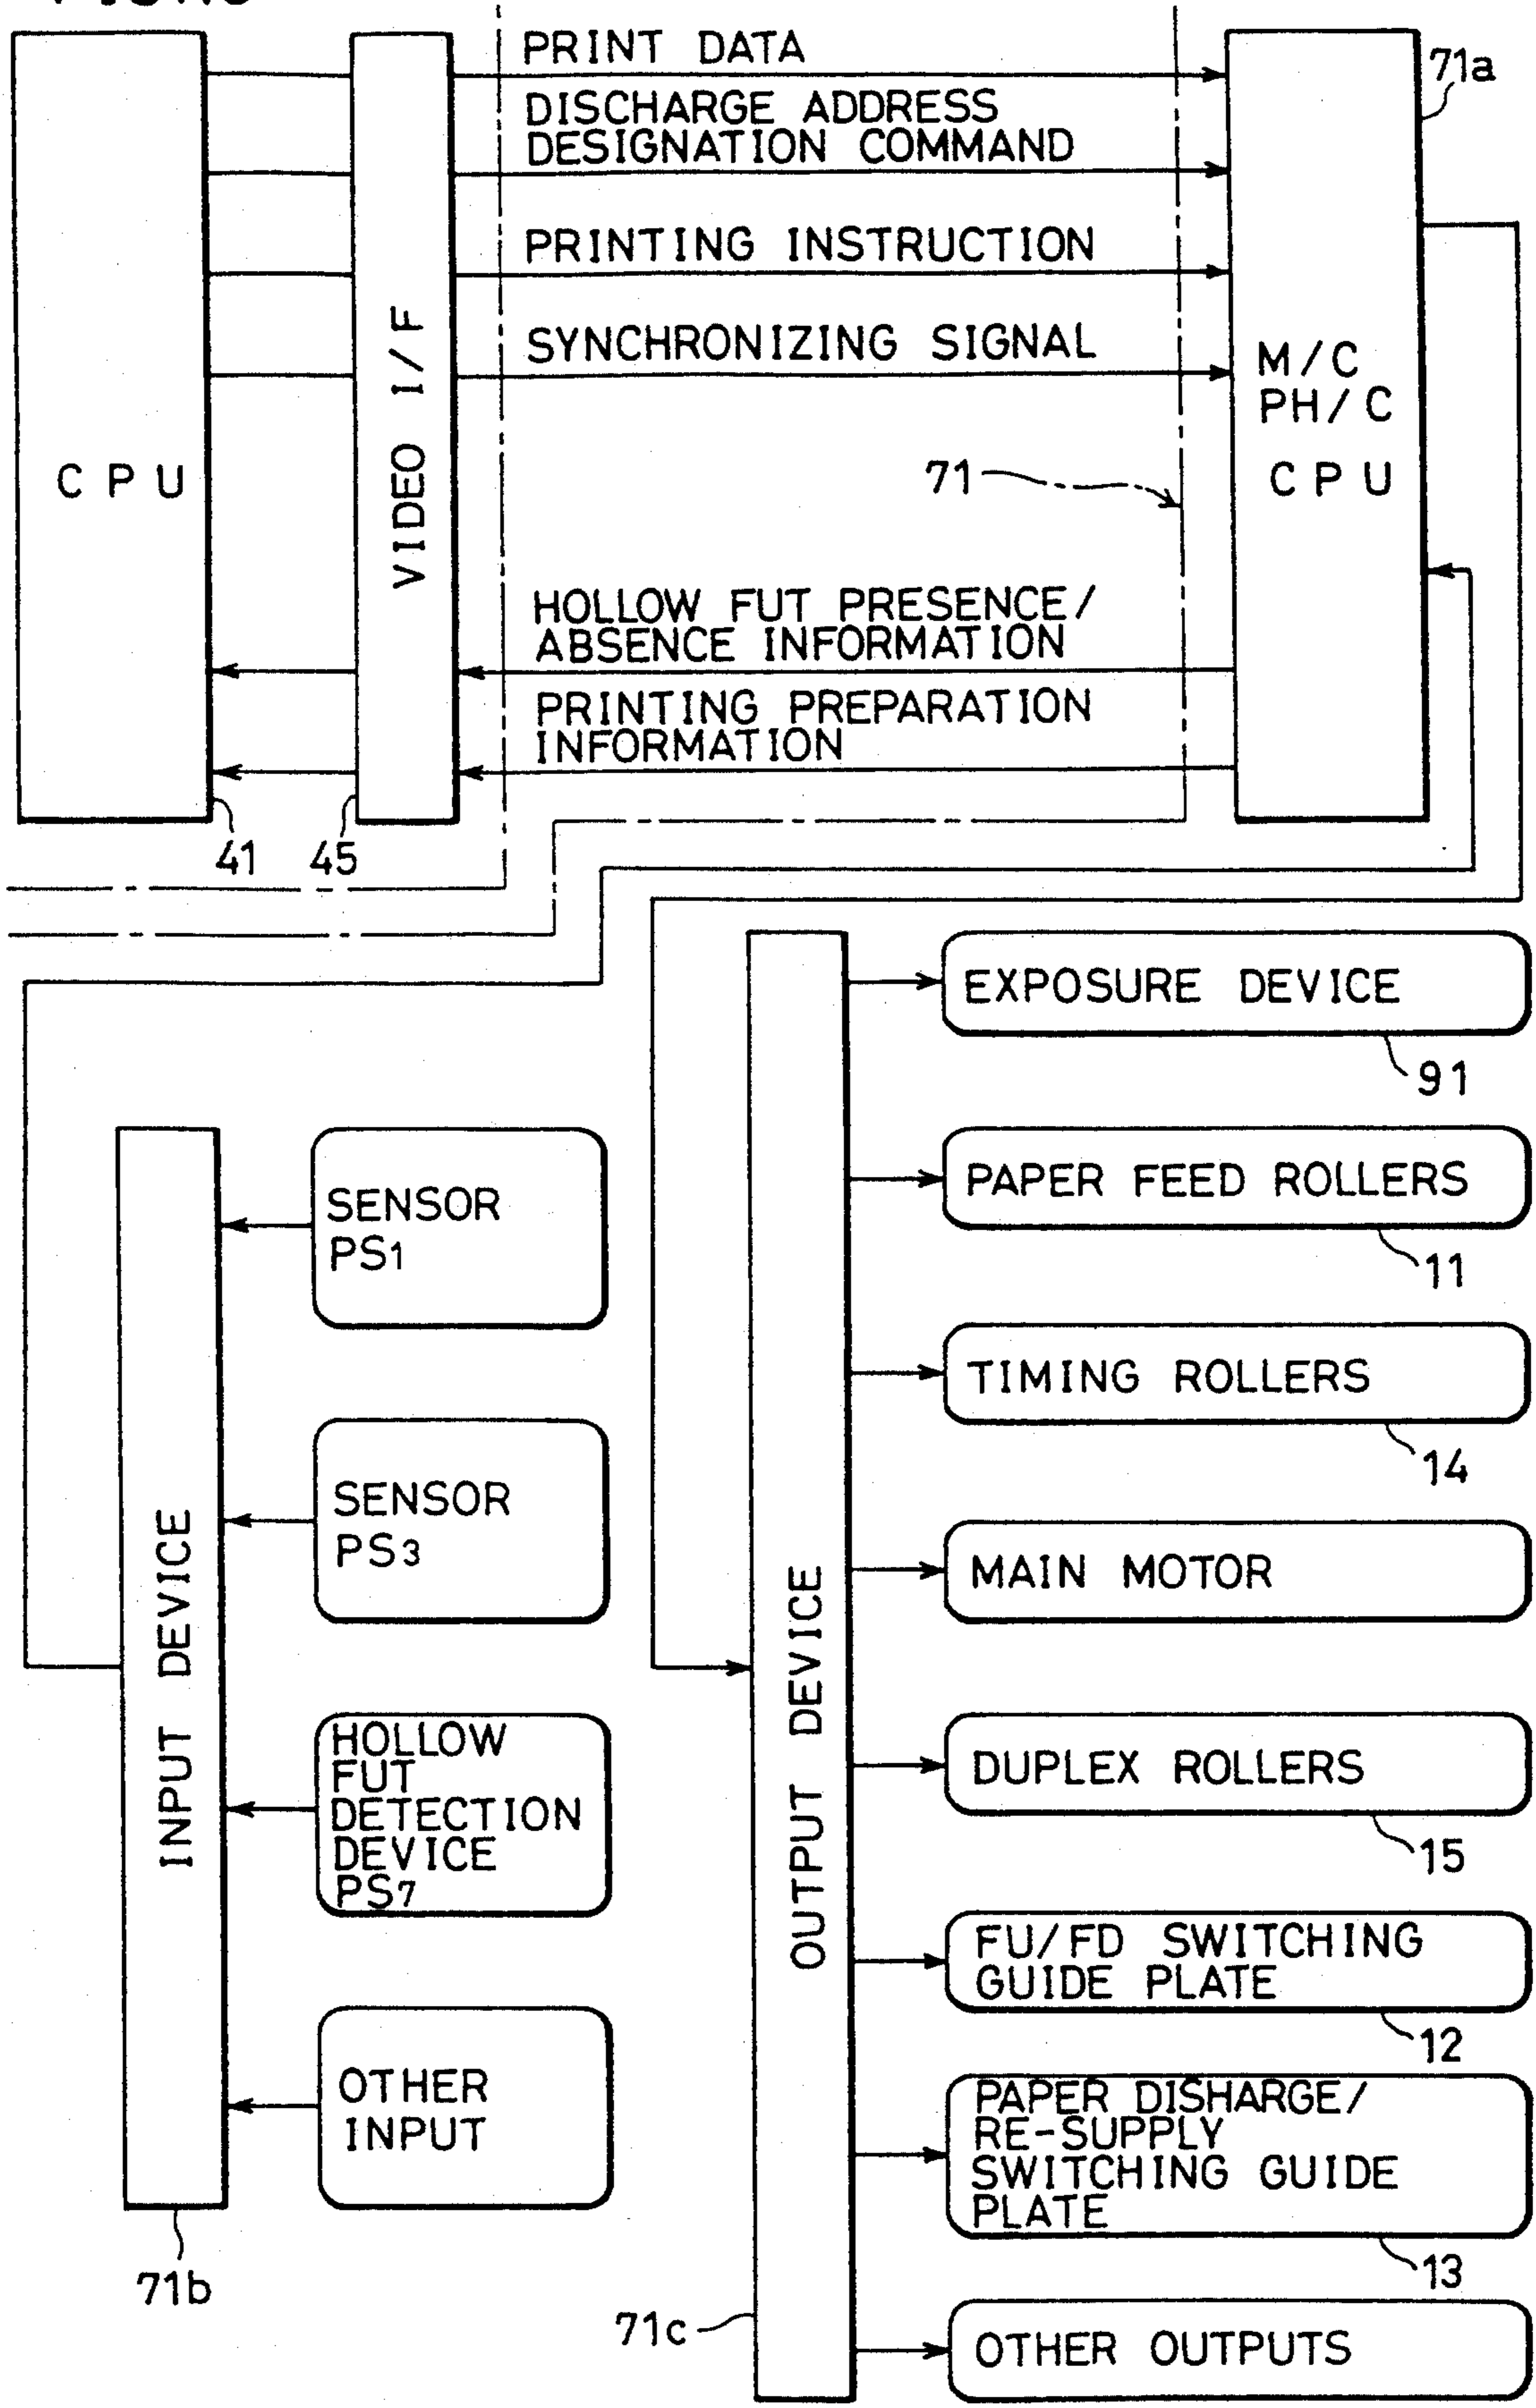 PRINT DATA
71a
DISCHARGE ADDRESS
DESIGNATION COMMAND
PRINTING INSTRUCTION
SYNCHRONIZING SIGNAL
CPU
VIDEO I/F
M/C
PH/C
CPU
71
HOLLOW FUT PRESENCE/
ABSENCE INFORMATION
PRINTING PREPARATION
INFORMATION
41
45
EXPOSURE DEVICE
91
PAPER FEED ROLLERS
11
TIMING ROLLERS
14
MAIN MOTOR
DUPLEX ROLLERS
15
FU/FD SWITCHING
GUIDE PLATE
12
PAPER DISHARGE/
RE-SUPPLY
SWITCHING GUIDE
PLATE
13
OTHER OUTPUTS
OUTPUT DEVICE
71c
INPUT DEVICE
71b
SENSOR
PS1
SENSOR
PS3
HOLLOW
FUT
DETECTION
DEVICE
PS7
OTHER
INPUT